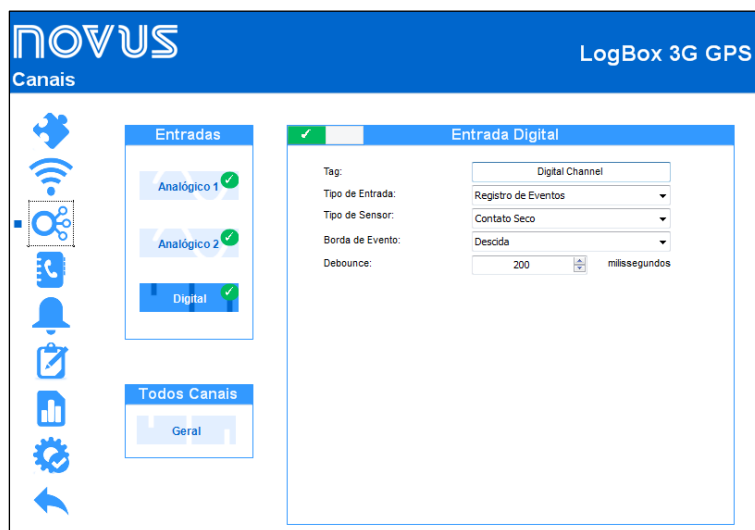 NOVUS
LogBox 3G GPS
Canais
Entradas
Analógico 1
Analógico 2
Digital
Todos Canais
Geral
Entrada Digital
Tag: Digital Channel
Tipo de Entrada: Registro de Eventos
Tipo de Sensor: Contato Seco
Borda de Evento: Descida
Debounce: 200 milissegundos